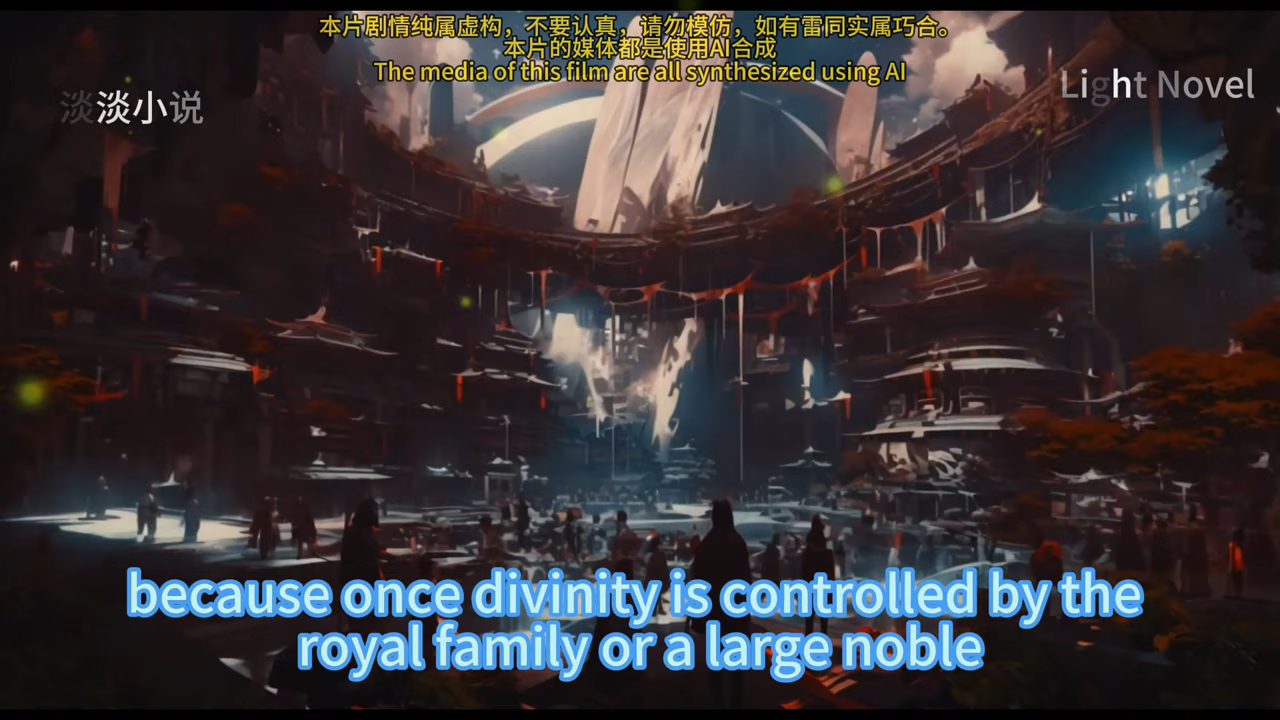 本片剧情纯属虚构，不要认真，请勿模仿，如有雷同实属巧合。
本片的媒体都是使用AI合成
The media of this film are all synthesized using AI
淡淡小说
Light Novel
because once divinity is controlled by the
royal family or a large noble